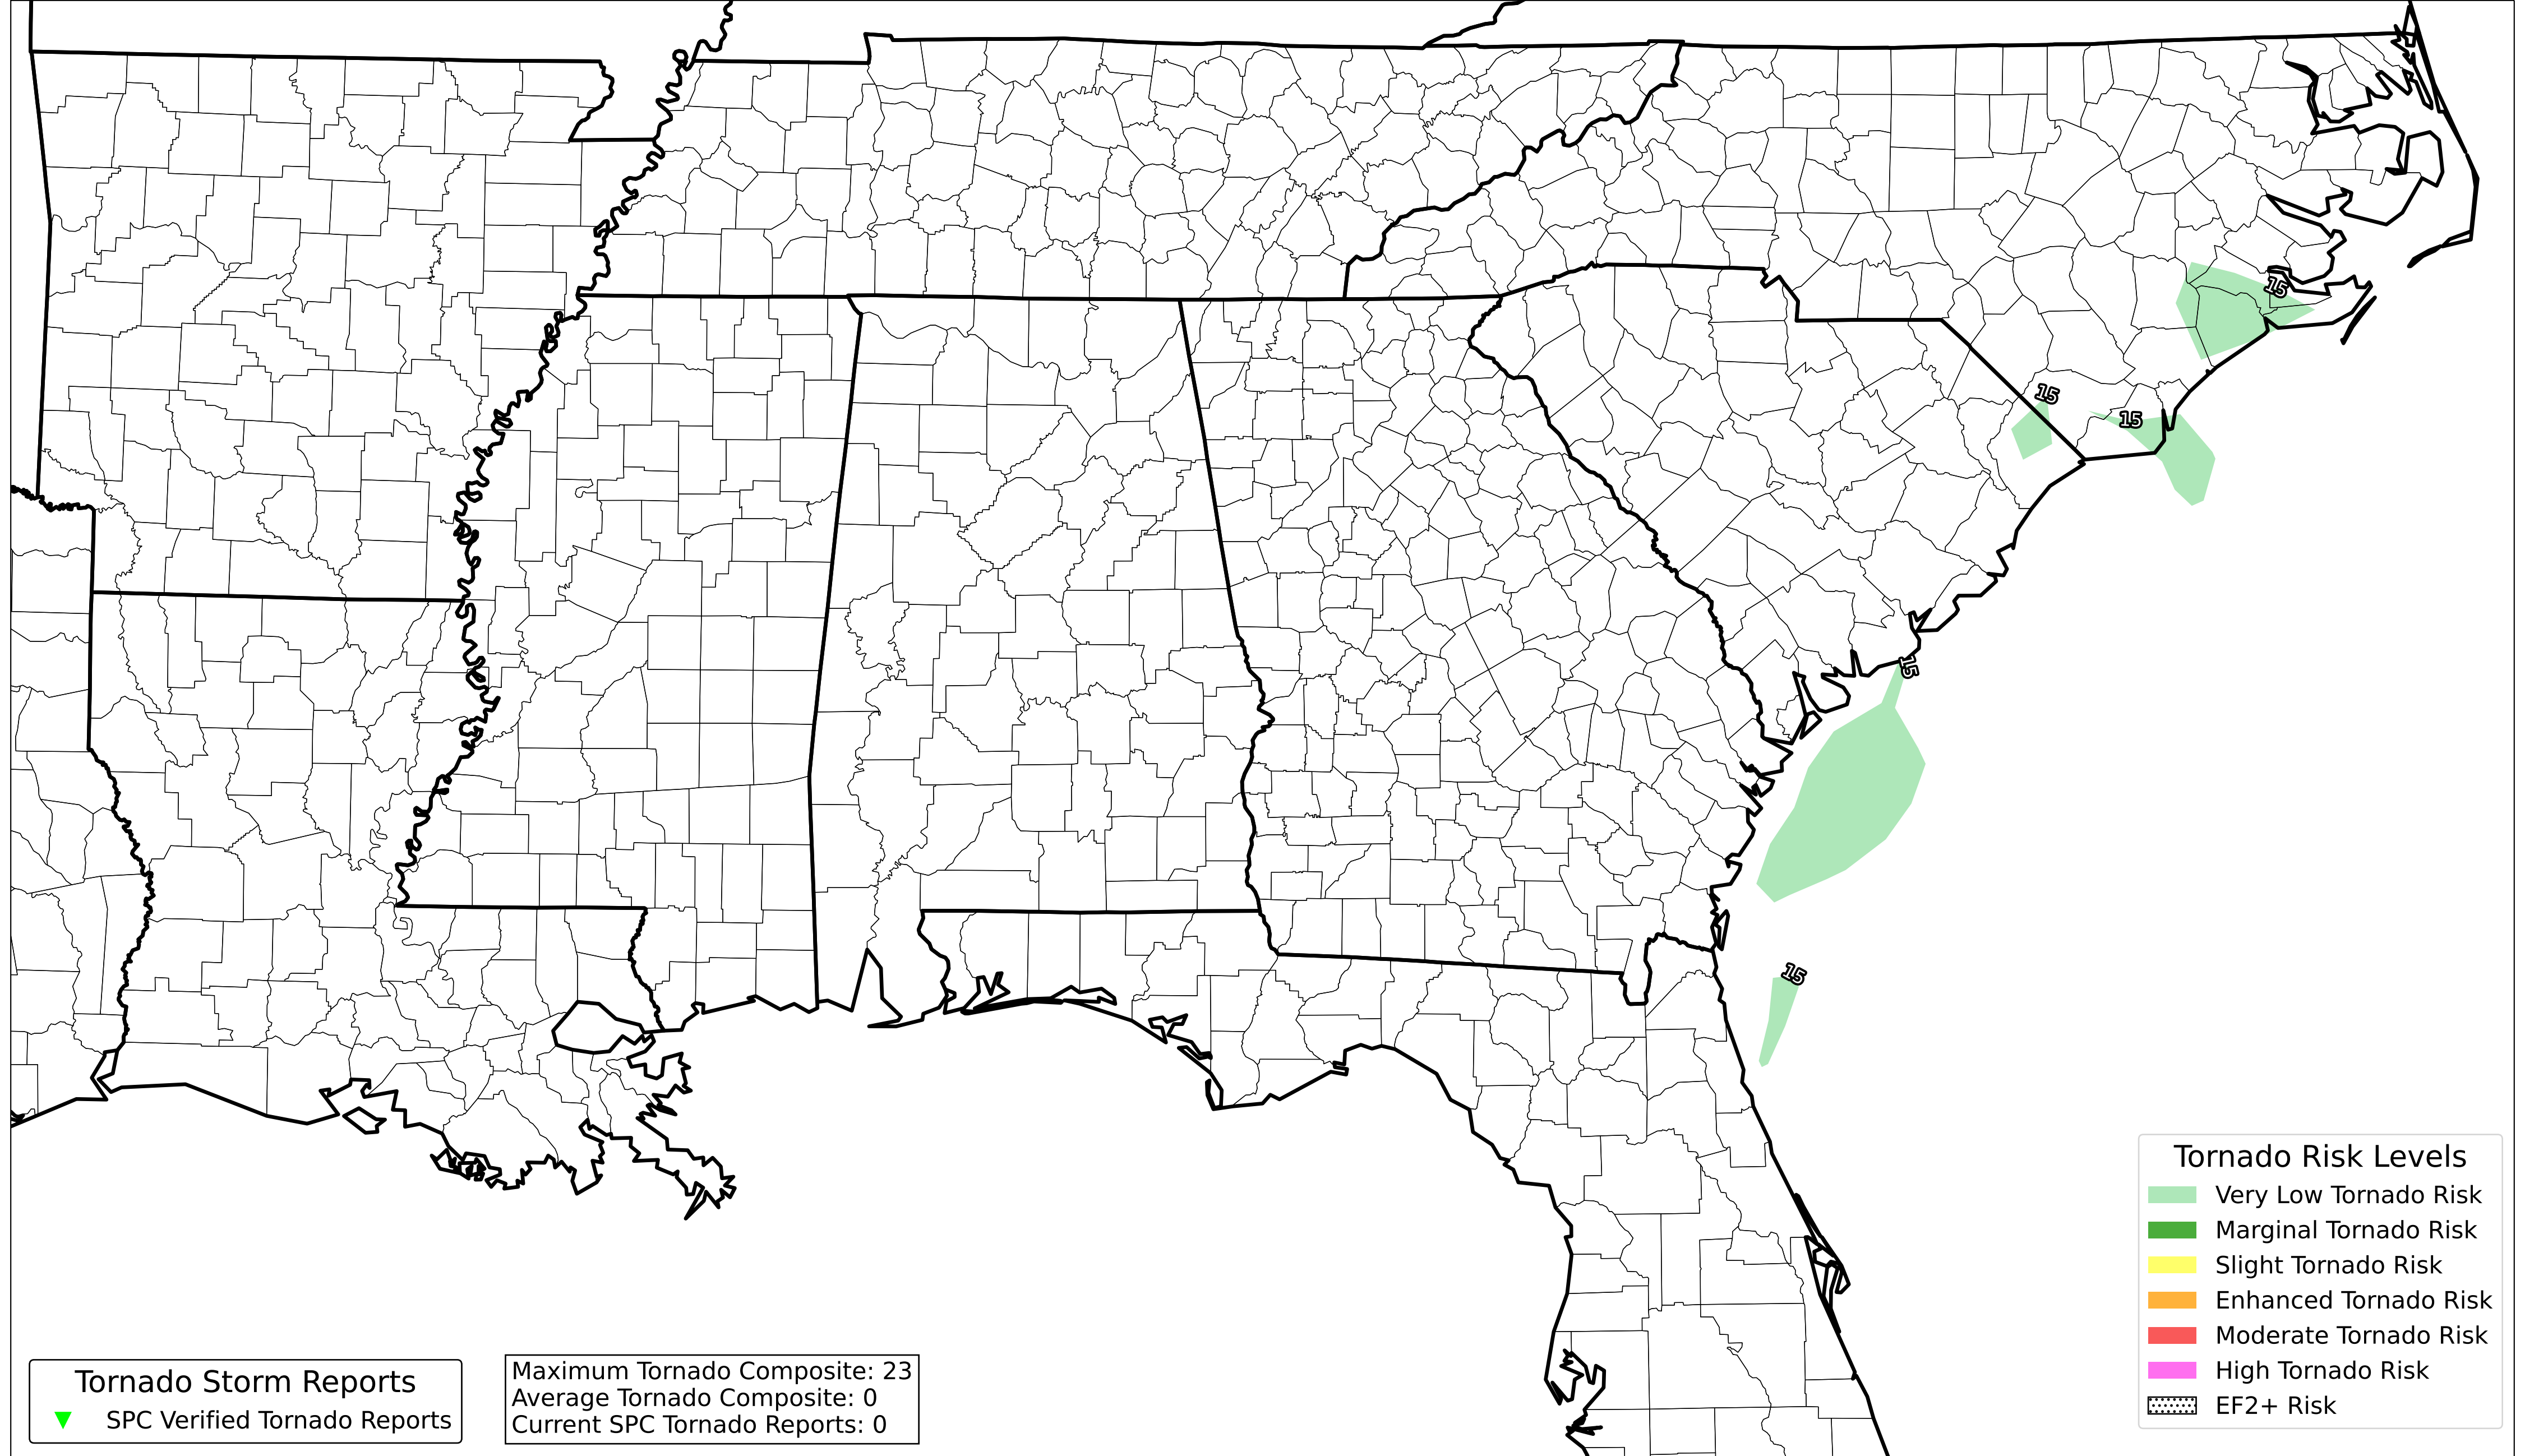 15
15
15
15
15
Tornado Risk Levels
Very Low Tornado Risk
Marginal Tornado Risk
Slight Tornado Risk
Enhanced Tornado Risk
Moderate Tornado Risk
High Tornado Risk
EF2+ Risk
Tornado Storm Reports
SPC Verified Tornado Reports
Maximum Tornado Composite: 23
Average Tornado Composite: 0
Current SPC Tornado Reports: 0